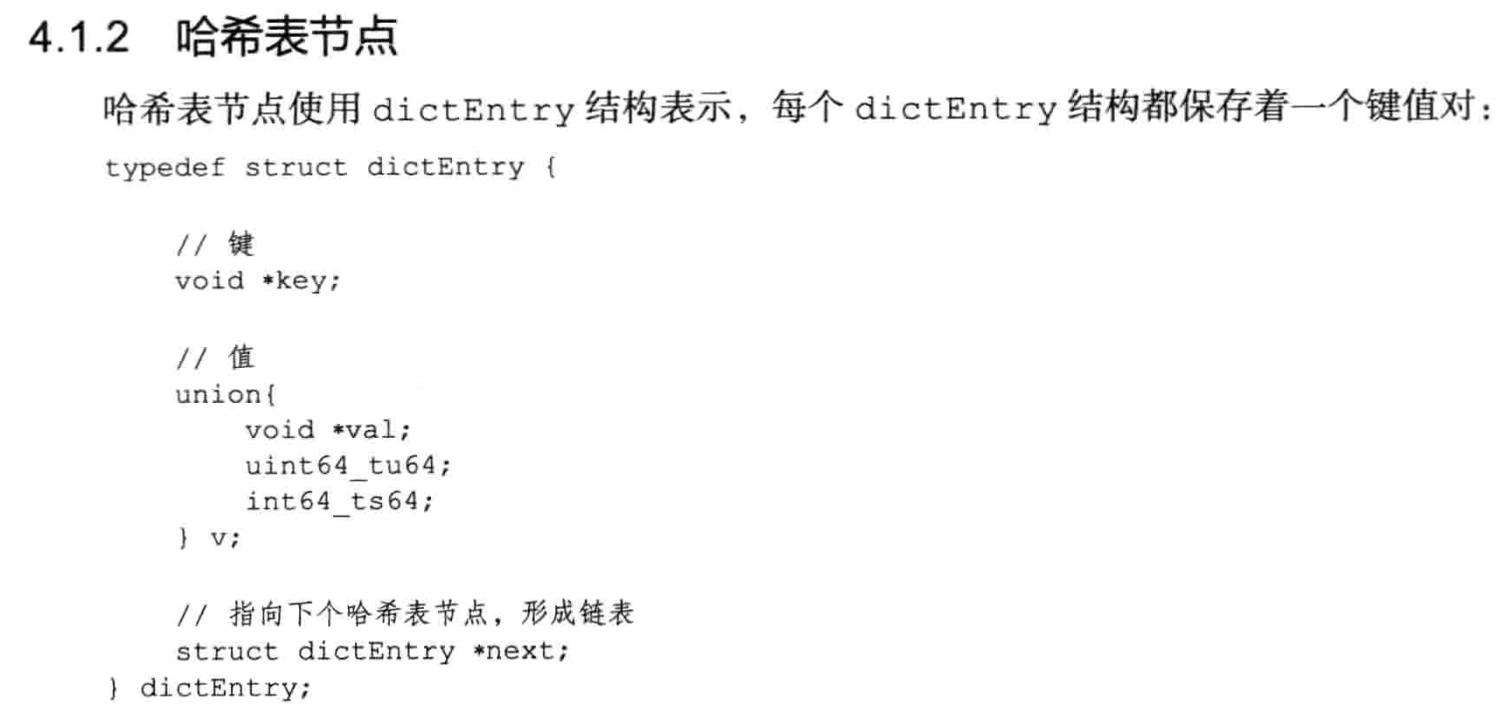 4.1.2 哈希表节点
哈希表节点使用 dictEntry 结构表示，每个 dictEntry 结构都保存着一个键值对：
typedef struct dictEntry {
// 键
void *key;
// 值
union{
void *val;
uint64_tu64;
int64_ts64;
} v;
// 指向下个哈希表节点，形成链表
struct dictEntry *next;
} dictEntry;